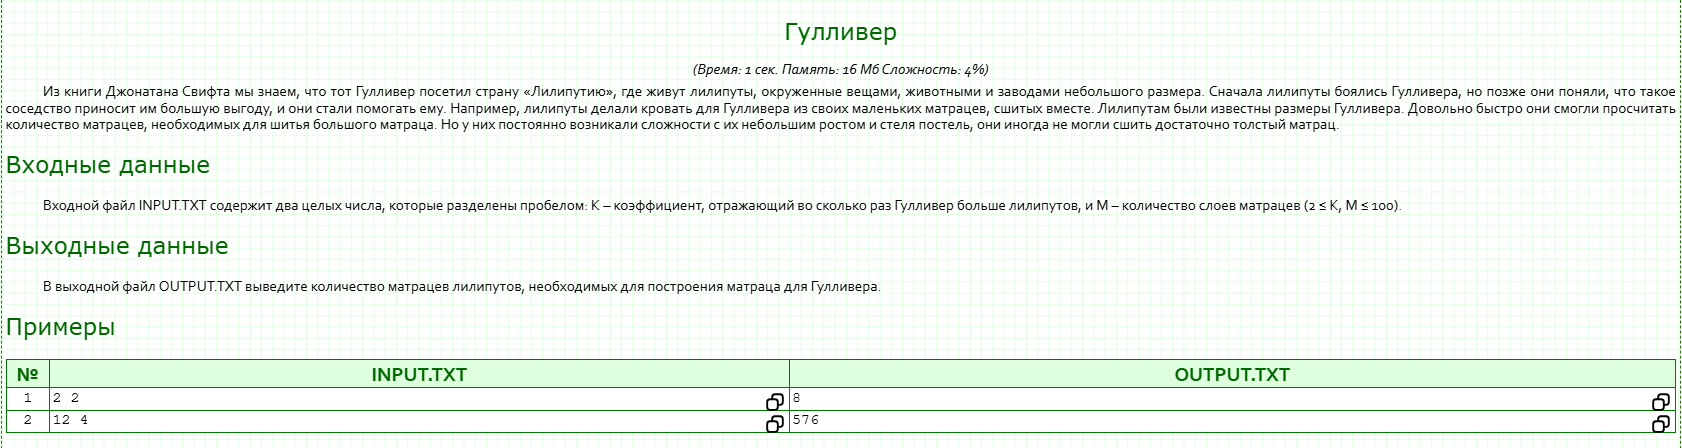 Гулливер
(Время: 1 сек. Память: 16 Мб Сложность: 4%)
Из книги Джонатана Свифта мы знаем, что тот Гулливер посетил страну «Лилипутию», где живут лилипуты, окруженные вещами, животными и заводами небольшого размера. Сначала лилипуты боялись Гулливера, но позже они поняли, что такое
соседство приносит им большую выгоду, и они стали помогать ему. Например, лилипуты делали кровать для Гулливера из своих маленьких матрацев, сшитых вместе. Лилипутам были известны размеры Гулливера. Довольно быстро они смогли просчитать
количество матрацев, необходимых для шитья большого матраца. Но у них постоянно возникали сложности с их небольшим ростом и стеля постель, они иногда не могли сшить достаточно толстый матрац.
Входные данные
Входной файл INPUT.TXT содержит два целых числа, которые разделены пробелом: K – коэффициент, отражающий во сколько раз Гулливер больше лилипутов, и M – количество слоев матрацев (2 ≤ K, M ≤ 100).
Выходные данные
В выходной файл OUTPUT.TXT выведите количество матрацев лилипутов, необходимых для построения матраца для Гулливера.
Примеры
№ INPUT.TXT OUTPUT.TXT
1 2 2 8
2 12 4 576